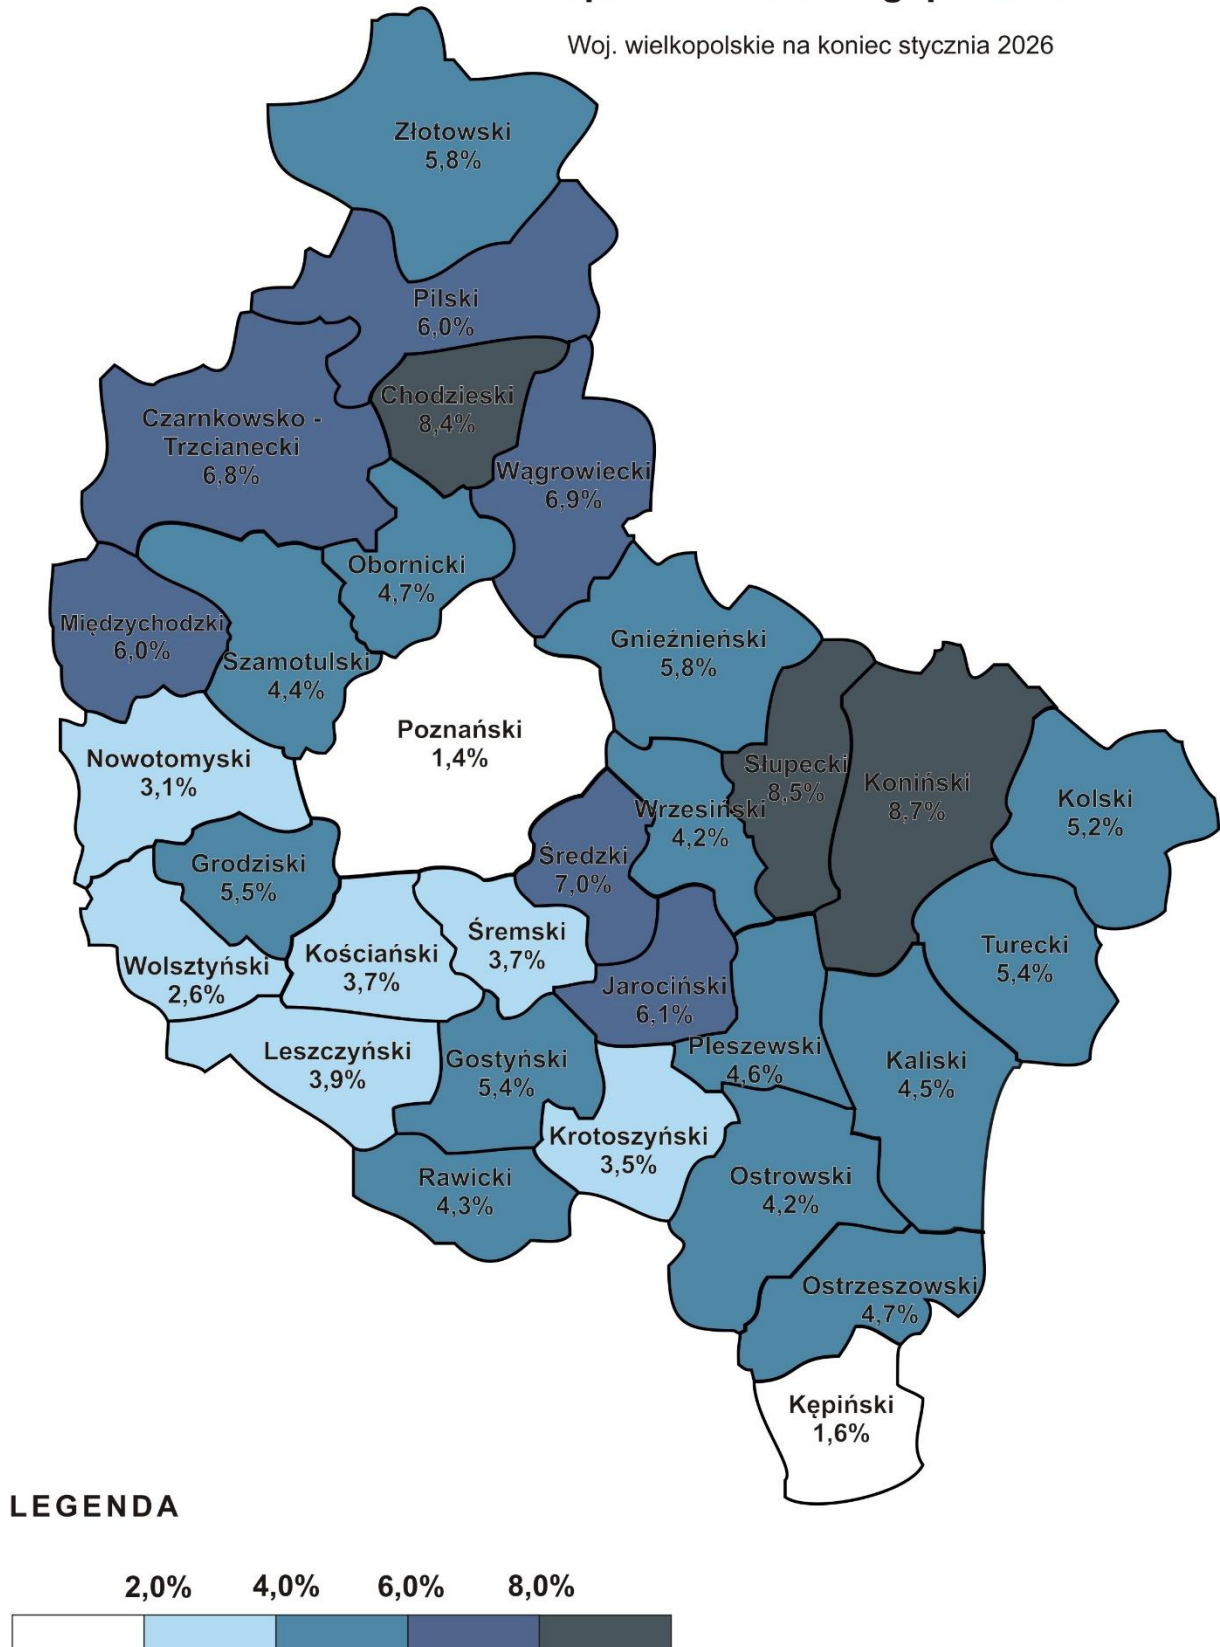 Woj. wielkopolskie na koniec stycznia 2026
Złotowski
5,8%
Pilski
6,0%
Chodzieski
8,4%
Czarnkowsko -
Trzcianecki
6,8%
Wągrowiecki
6,9%
Obornicki
4,7%
Międzychodzki
6,0%
Szamotulski
4,4%
Gnieźnieński
5,8%
Poznański
1,4%
Nowotomyski
3,1%
Słupecki
8,5%
Koniński
8,7%
Kolski
5,2%
Wrzesiński
4,2%
Średzki
7,0%
Grodziski
5,5%
Śremski
3,7%
Kościański
3,7%
Wolsztyński
2,6%
Turecki
5,4%
Jarociński
6,1%
Leszczyński
3,9%
Gostyński
5,4%
Pleszewski
4,6%
Kaliski
4,5%
Krotoszyński
3,5%
Rawicki
4,3%
Ostrowski
4,2%
Ostrzeszowski
4,7%
Kępiński
1,6%
LEGENDA
2,0% 4,0% 6,0% 8,0%